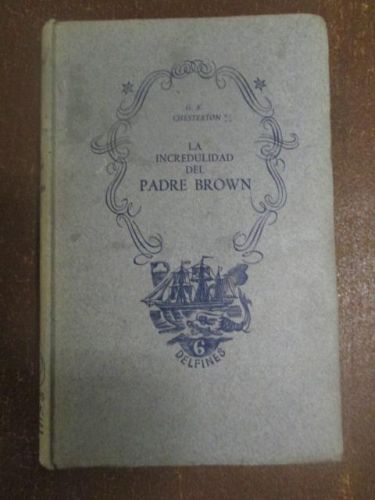 G. K.
CHESTERTON
LA
INCREDULIDAD
DEL
PADRE BROWN
6
DELFINES